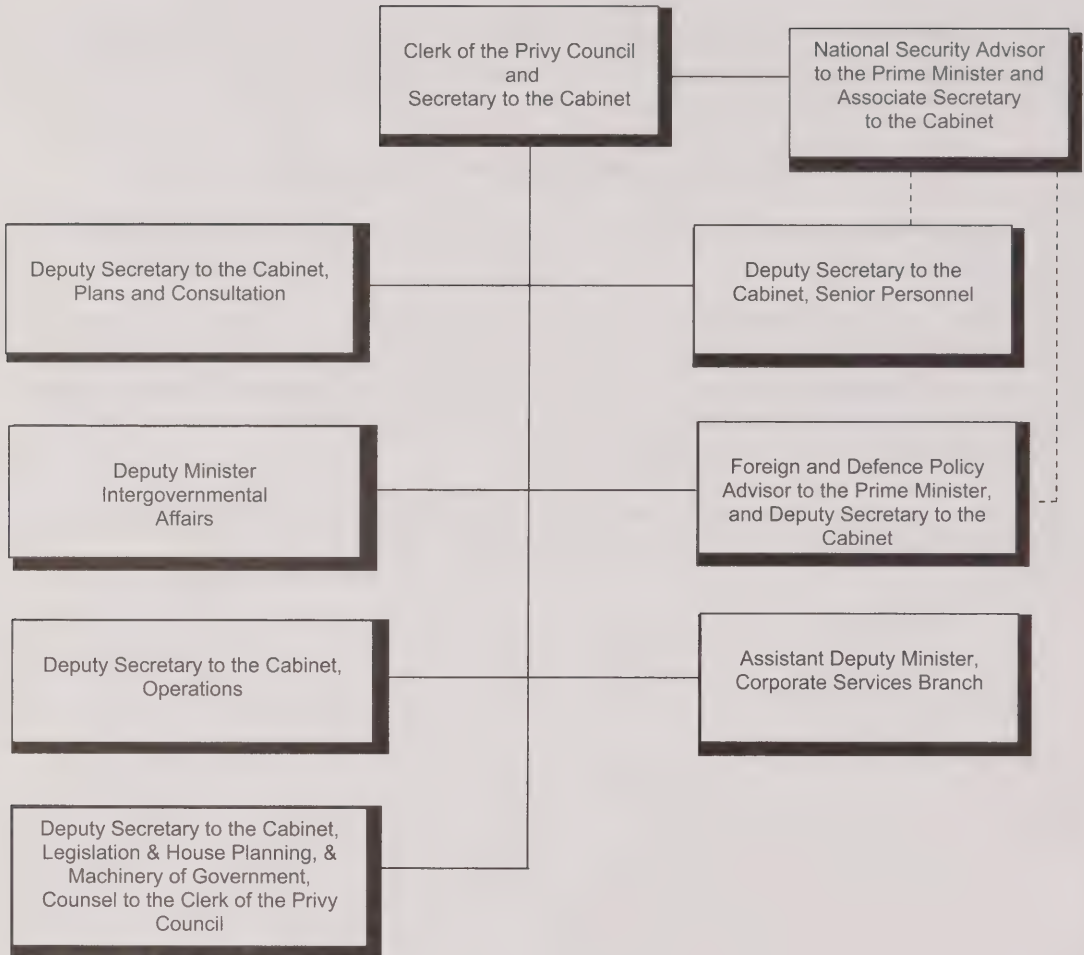 Clerk of the Privy Council
and
Secretary to the Cabinet
National Security Advisor
to the Prime Minister and
Associate Secretary
to the Cabinet
Deputy Secretary to the Cabinet,
Plans and Consultation
Deputy Secretary to the
Cabinet, Senior Personnel
Deputy Minister
Intergovernmental
Affairs
Foreign and Defence Policy
Advisor to the Prime Minister,
and Deputy Secretary to the
Cabinet
Deputy Secretary to the Cabinet,
Operations
Assistant Deputy Minister,
Corporate Services Branch
Deputy Secretary to the Cabinet,
Legislation & House Planning, &
Machinery of Government,
Counsel to the Clerk of the Privy
Council